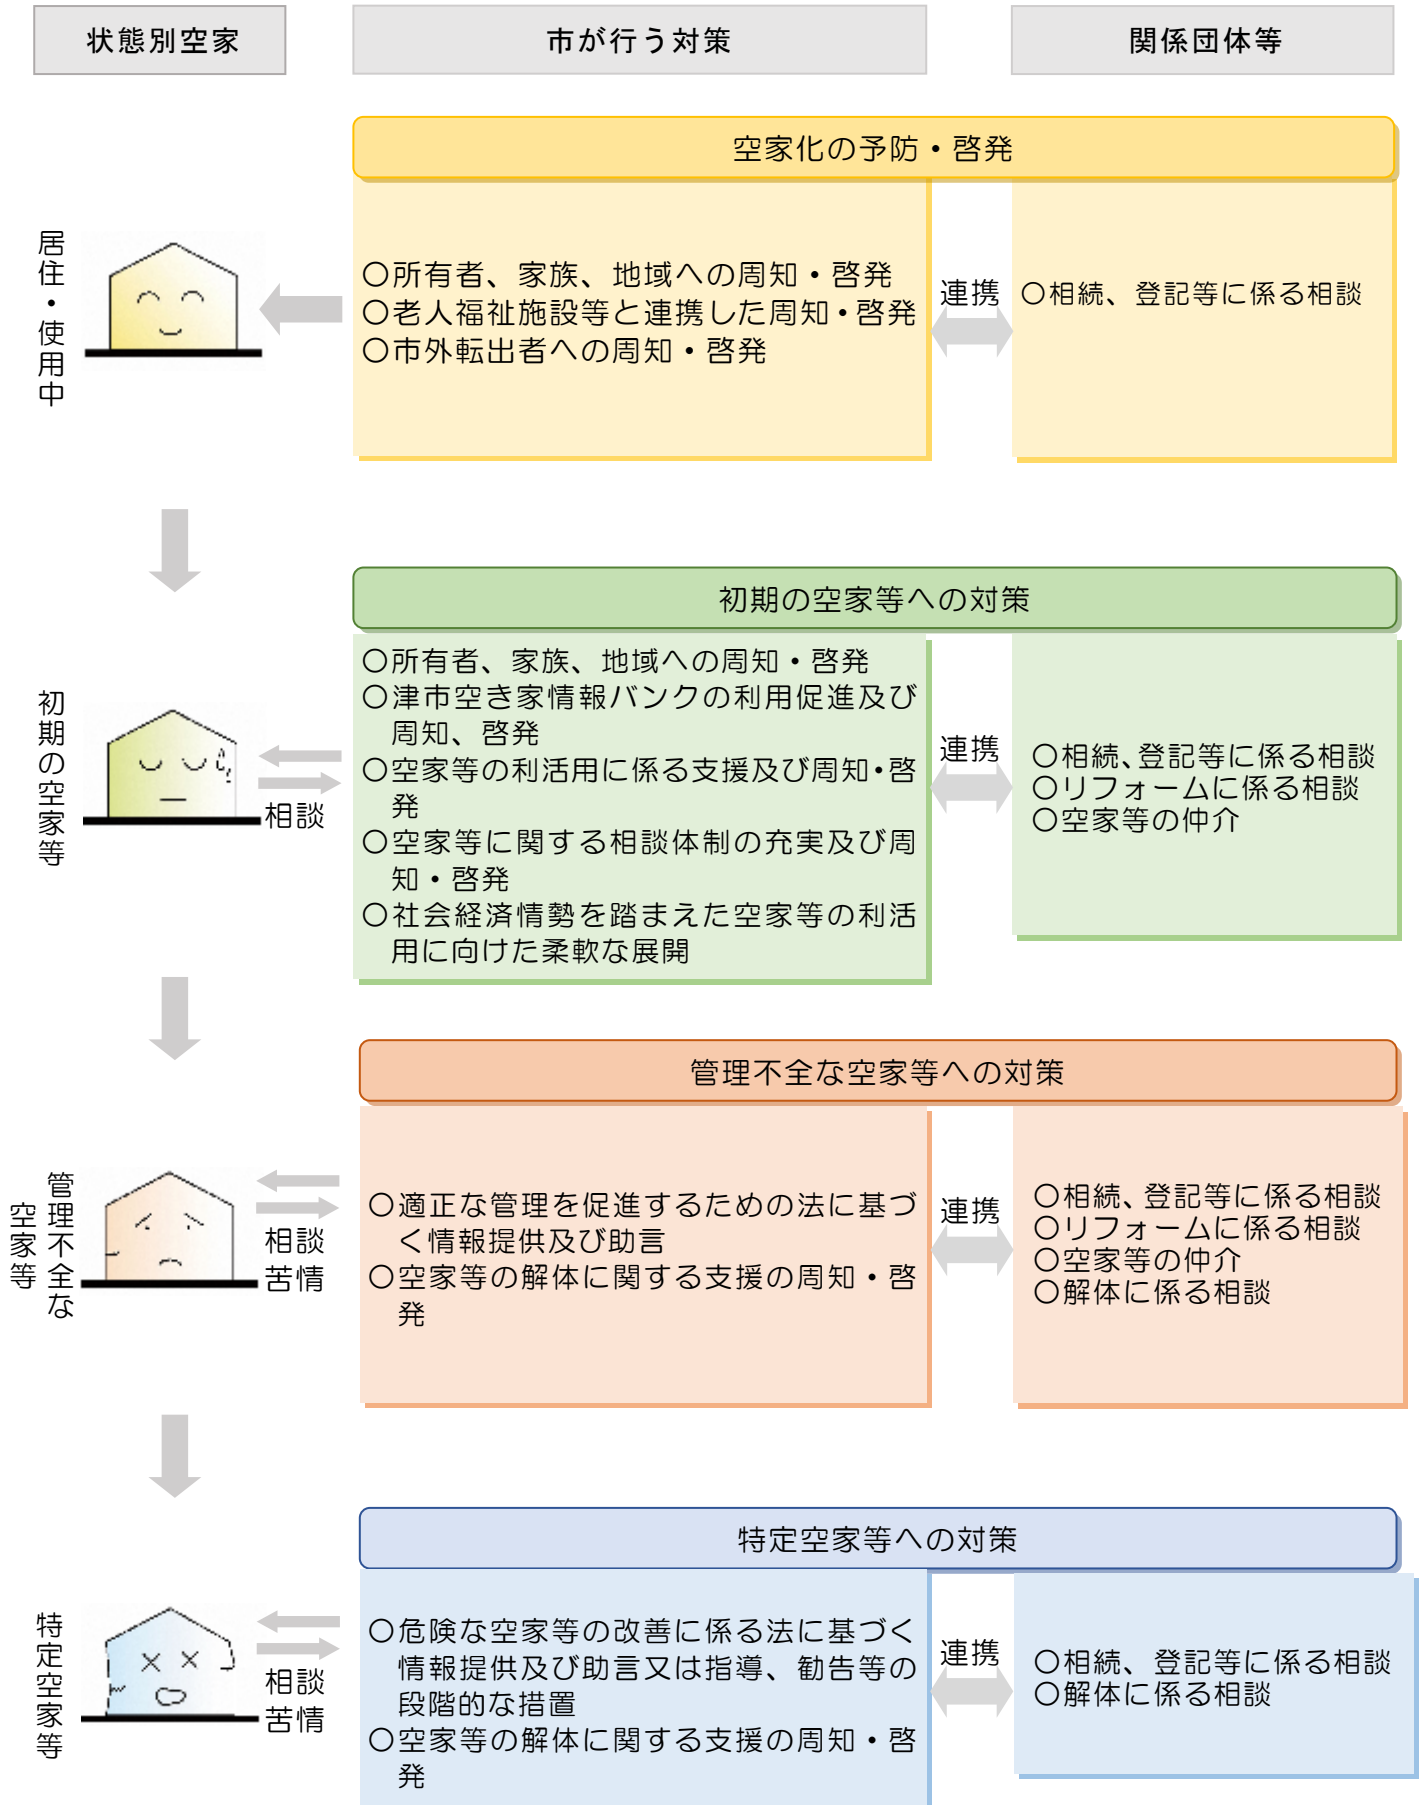 状態別空家
市が行う対策
関係団体等
空家化の予防・啓発
居住・使用中
〇所有者、家族、地域への周知・啓発
〇老人福祉施設等と連携した周知・啓発
〇市外転出者への周知・啓発
連携
〇相続、登記等に係る相談
初期の空家等への対策
初期の空家等
相談
〇所有者、家族、地域への周知・啓発
〇津市空き家情報バンクの利用促進及び
周知、啓発
〇空家等の利活用に係る支援及び周知・啓
発
〇空家等に関する相談体制の充実及び周
知・啓発
〇社会経済情勢を踏まえた空家等の利活
用に向けた柔軟な展開
連携
〇相続、登記等に係る相談
〇リフォームに係る相談
〇空家等の仲介
管理不全な空家等への対策
管理不全な
空家等
相談
苦情
〇適正な管理を促進するための法に基づ
く情報提供及び助言
〇空家等の解体に関する支援の周知・啓
発
連携
〇相続、登記等に係る相談
〇リフォームに係る相談
〇空家等の仲介
〇解体に係る相談
特定空家等への対策
特定空家等
相談
苦情
〇危険な空家等の改善に係る法に基づく
情報提供及び助言又は指導、勧告等の
段階的な措置
〇空家等の解体に関する支援の周知・啓
発
連携
〇相続、登記等に係る相談
〇解体に係る相談